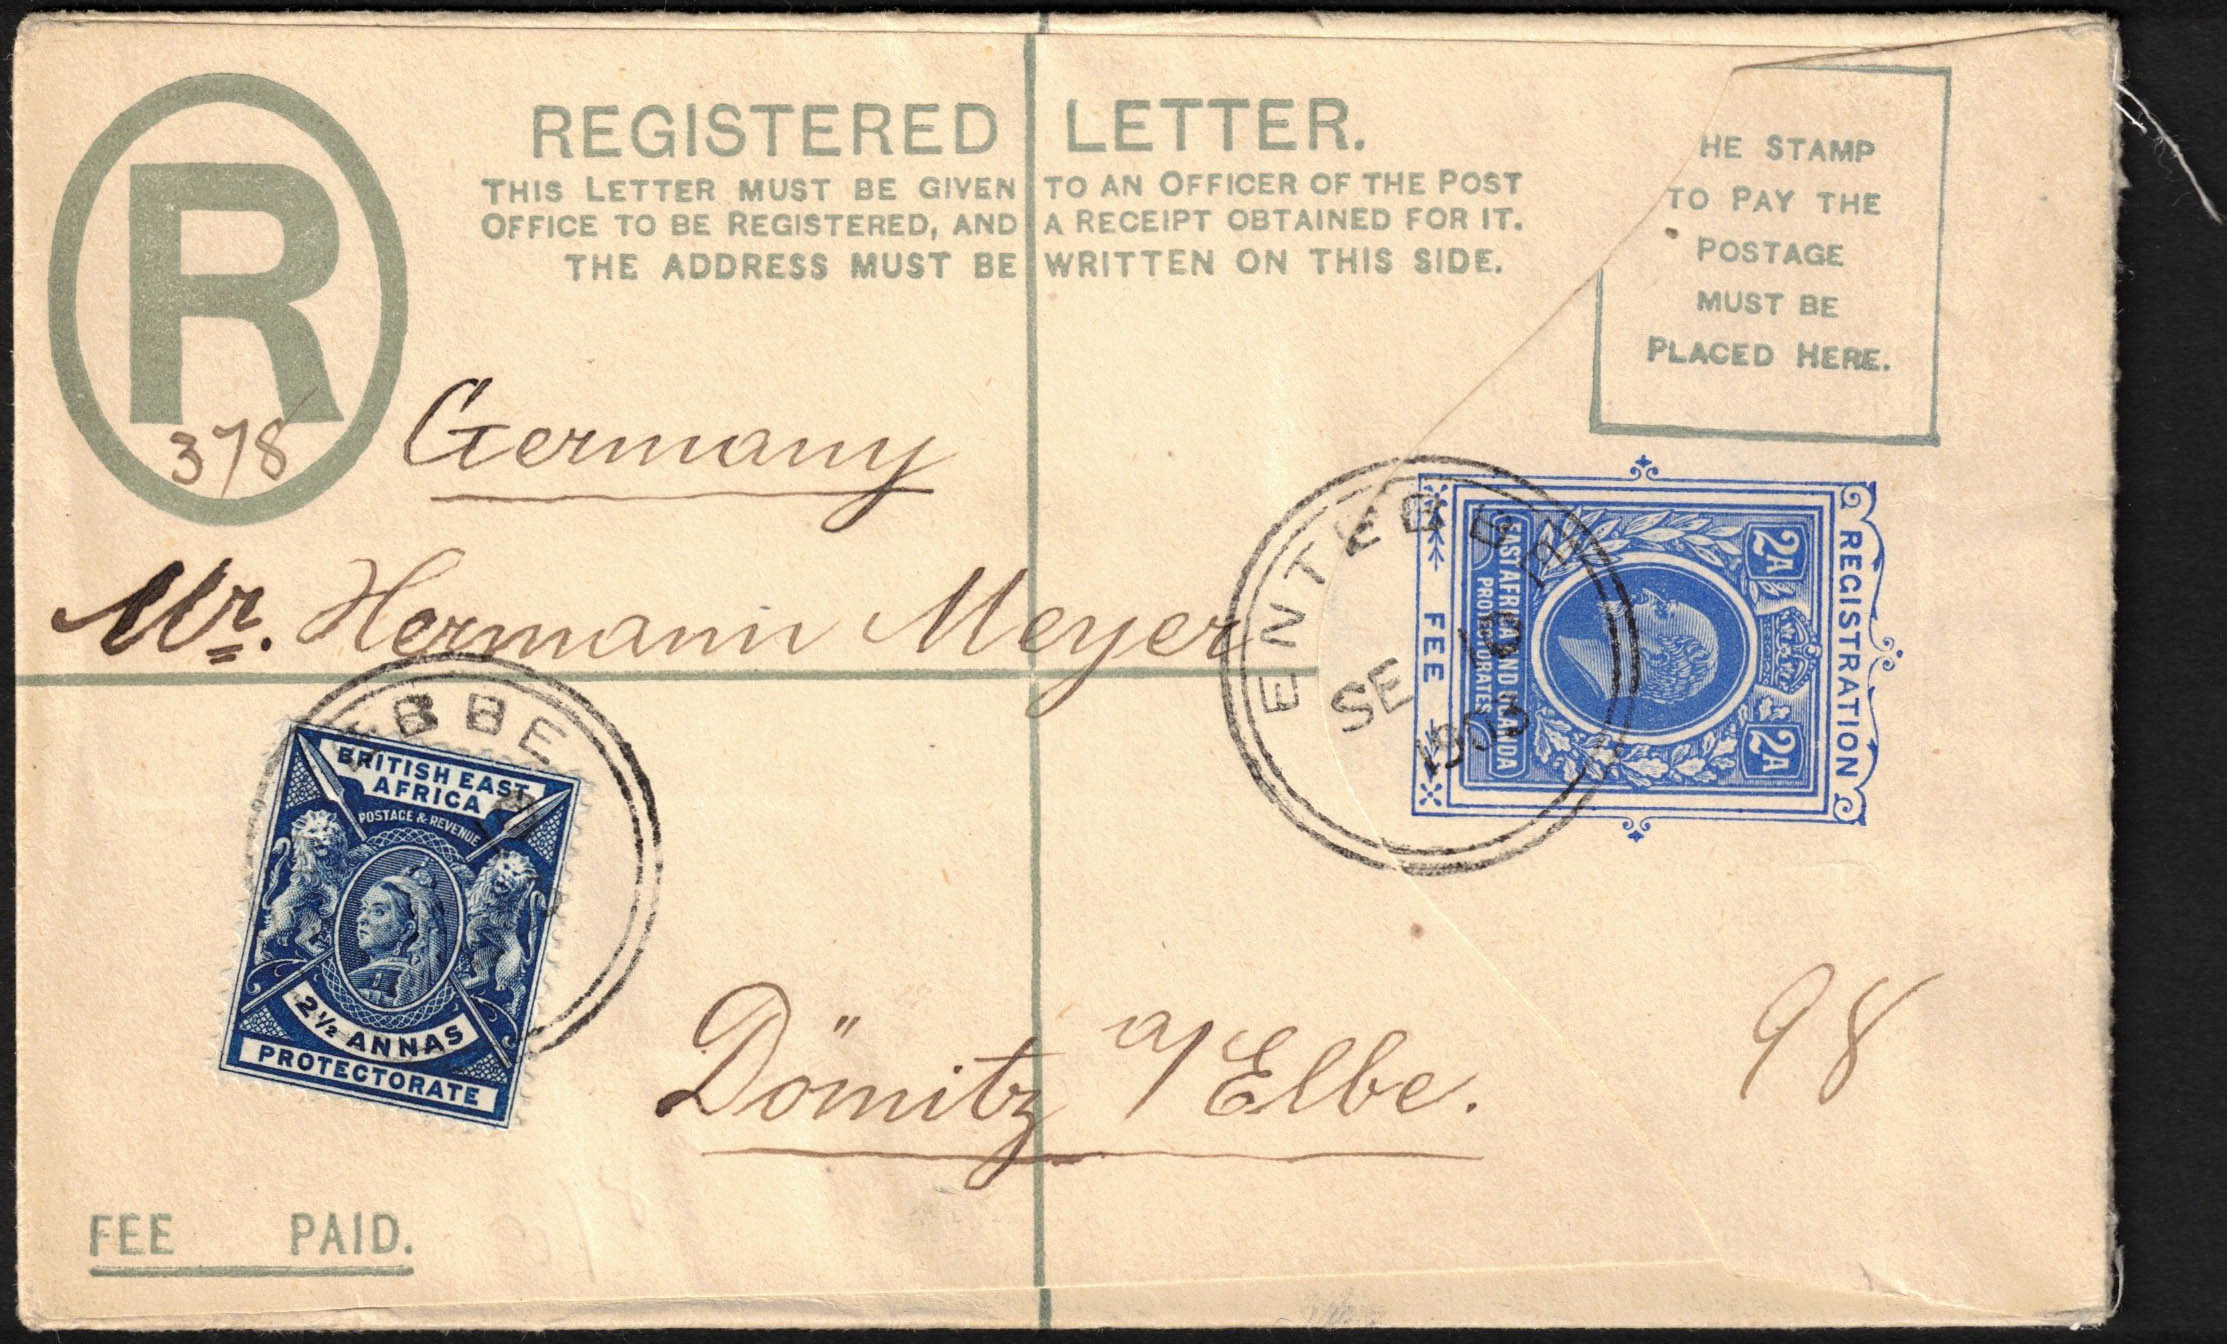 REGISTERED LETTER.
THIS LETTER MUST BE GIVEN TO AN OFFICER OF THE POST
OFFICE TO BE REGISTERED, AND A RECEIPT OBTAINED FOR IT.
THE ADDRESS MUST BE WRITTEN ON THIS SIDE.
HE STAMP
TO PAY THE
POSTAGE
MUST BE
PLACED HERE.
R
378
Germany
Mr. Hermann Meyer
ENTEBBE
SE 10
1903
REGISTRATION
2A 2A
EAST AFRICA AND UGANDA
PROTECTORATES
FEE
EBBE
BRITISH EAST
AFRICA
POSTAGE & REVENUE
2½ ANNAS
PROTECTORATE
Dömitz a/Elbe.
98
FEE PAID.